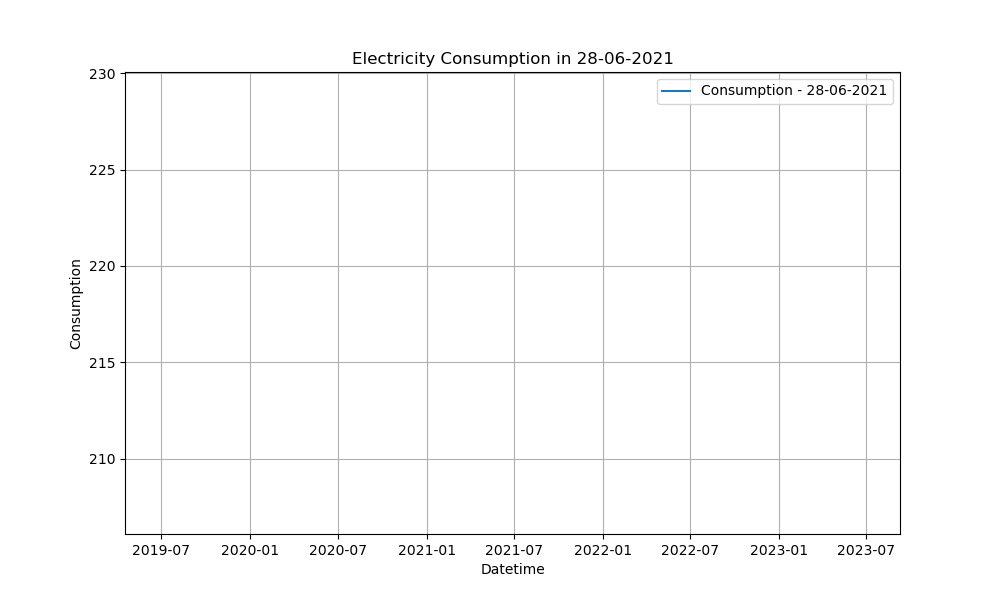 Electricity Consumption in 28-06-2021
Consumption - 28-06-2021
230
225
220
215
210
Consumption
2019-07 2020-01 2020-07 2021-01 2021-07 2022-01 2022-07 2023-01 2023-07
Datetime